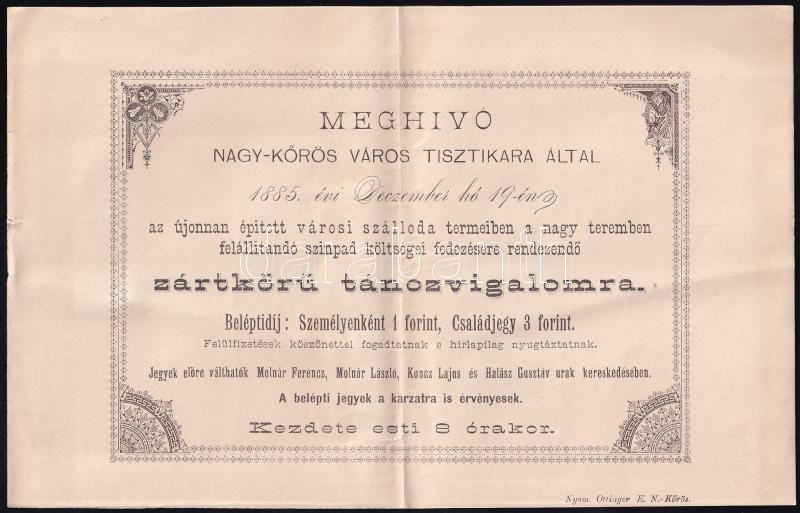 MEGHIVÓ
NAGY-KŐRÖS VÁROS TISZTIKARA ÁLTAL
1885. évi Deczember hó 19-én
az újonnan épitett városi szálloda termeiben a nagy teremben
felállitandó szinpad költségei fedezésére rendezendő
zártkörű tánczvigalomra.
Beléptidíj: Személyenként 1 forint, Családjegy 3 forint.
Felülfizetések köszönettel fogadtatnak s hirlapilag nyugtáztatnak.
Jegyek előre válthatók Molnár Ferencz, Molnár László, Koncz Lajos és Halász Gusztáv urak kereskedésében.
A belépti jegyek a karzatra is érvényesek.
Kezdete esti 8 órakor.
Nyom. Ottinger E. N.-Kőrös.
darabanth